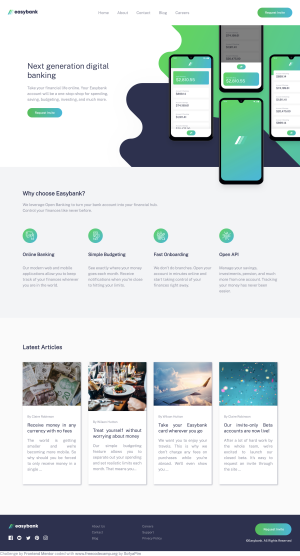 easybank
Home About Contact Blog Careers
Request Invite
Next generation digital
banking
Take your financial life online. Your Easybank
account will be a one-stop-shop for spending,
saving, budgeting, investing, and much more.
Request Invite
Why choose Easybank?
We leverage Open Banking to turn your bank account into your financial hub.
Control your finances like never before.
Online Banking
Our modern web and mobile
applications allow you to keep
track of your finances wherever
you are in the world.
Simple Budgeting
See exactly where your money
goes each month. Receive
notifications when you're close
to hitting your limits.
Fast Onboarding
We don't do branches. Open your
account in minutes online and
start taking control of your
finances right away.
Open API
Manage your savings,
investments, pension, and much
more from one account. Tracking
your money has never been
easier.
Latest Articles
By Claire Robinson
Receive money in any
currency with no fees
The world is getting
smaller and we're
becoming more mobile. So
why should you be forced
to only receive money in a
single ...
By Wilson Hutton
Treat yourself without
worrying about money
Our simple budgeting
feature allows you to
separate out your spending
and set realistic limits each
month. That means you...
By Wilson Hutton
Take your Easybank
card wherever you go
We want you to enjoy your
travels. This is why we
don't charge any fees on
purchases while you're
abroad. We'll even show
you ...
By Claire Robinson
Our invite-only Beta
accounts are now live!
After a lot of hard work by
the whole team, we're
excited to launch our
closed beta. It's easy to
request an invite through
the site ...
easybank
About Us
Contact
Blog
Careers
Support
Privacy Policy
Request Invite
©Easybank. All Rights Reserved